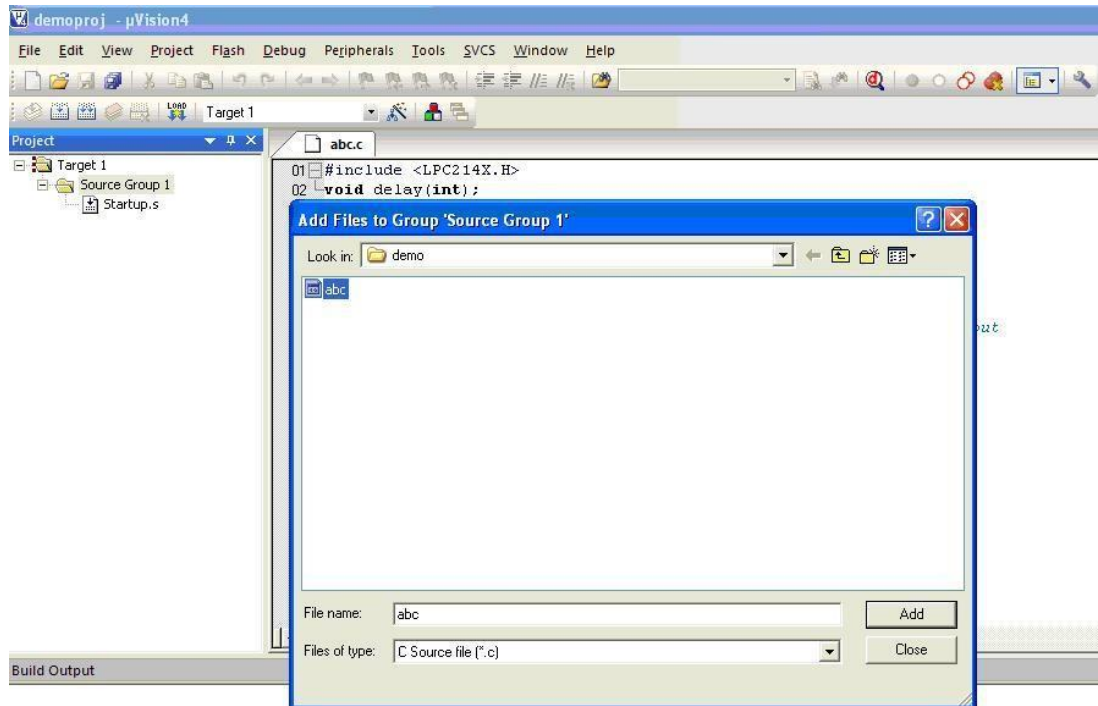 demoproj - µVision4
File Edit View Project Flash Debug Peripherals Tools SVCS Window Help
LOAD Target 1
Project
abc.c
Target 1
Source Group 1
Startup.s
01 #include <LPC214X.H>
02 void delay(int);
Add Files to Group 'Source Group 1'
Look in: demo
abc
out
File name: abc Add
Files of type: C Source file (*.c) Close
Build Output